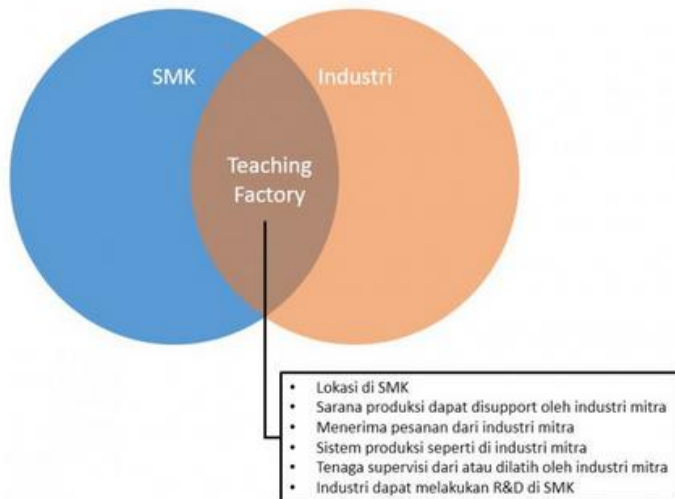 SMK
Industri
Teaching
Factory
• Lokasi di SMK
• Sarana produksi dapat disupport oleh industri mitra
• Menerima pesanan dari industri mitra
• Sistem produksi seperti di industri mitra
• Tenaga supervisi dari atau dilatih oleh industri mitra
• Industri dapat melakukan R&D di SMK